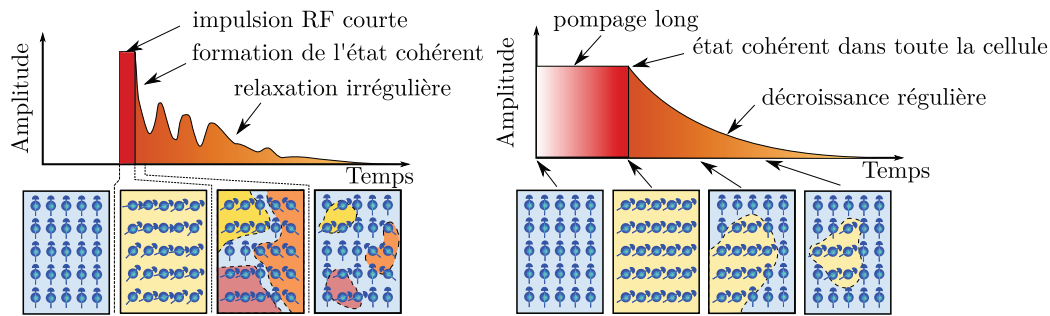 impulsion RF courte
formation de l'état cohérent
relaxation irrégulière
Amplitude
Temps
pompage long
état cohérent dans toute la cellule
décroissance régulière
Amplitude
Temps